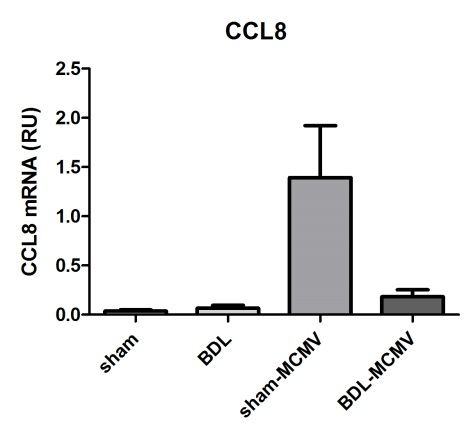 CCL8
CCL8 mRNA (RU)
2.5
2.0
1.5
1.0
0.5
0.0
sham
BDL
sham-MCMV
BDL-MCMV